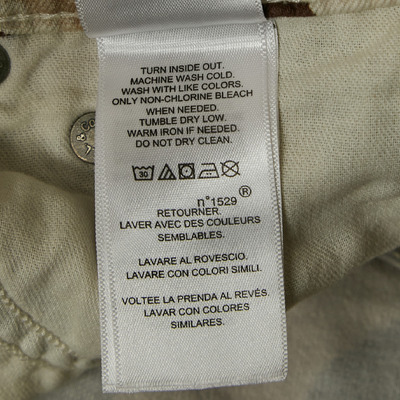 TURN INSIDE OUT.
MACHINE WASH COLD.
WASH WITH LIKE COLORS.
ONLY NON-CHLORINE BLEACH
WHEN NEEDED.
TUMBLE DRY LOW.
WARM IRON IF NEEDED.
DO NOT DRY CLEAN.
30
n°1529®
RETOURNER.
LAVER AVEC DES COULEURS
SEMBLABLES.
LAVARE AL ROVESCIO.
LAVARE CON COLORI SIMILI.
VOLTEE LA PRENDA AL REVÉS.
LAVAR CON COLORES
SIMILARES.